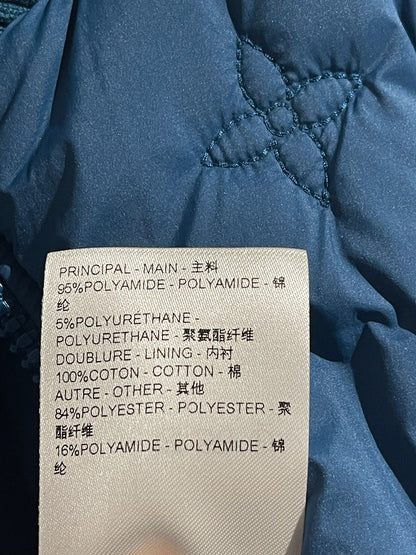 PRINCIPAL - MAIN - 主料
95%POLYAMIDE - POLYAMIDE - 锦
纶
5%POLYURETHANE -
POLYURETHANE - 聚氨酯纤维
DOUBLURE - LINING - 内衬
100%COTON - COTTON - 棉
AUTRE - OTHER - 其他
84%POLYESTER - POLYESTER - 聚
酯纤维
16%POLYAMIDE - POLYAMIDE - 锦
纶